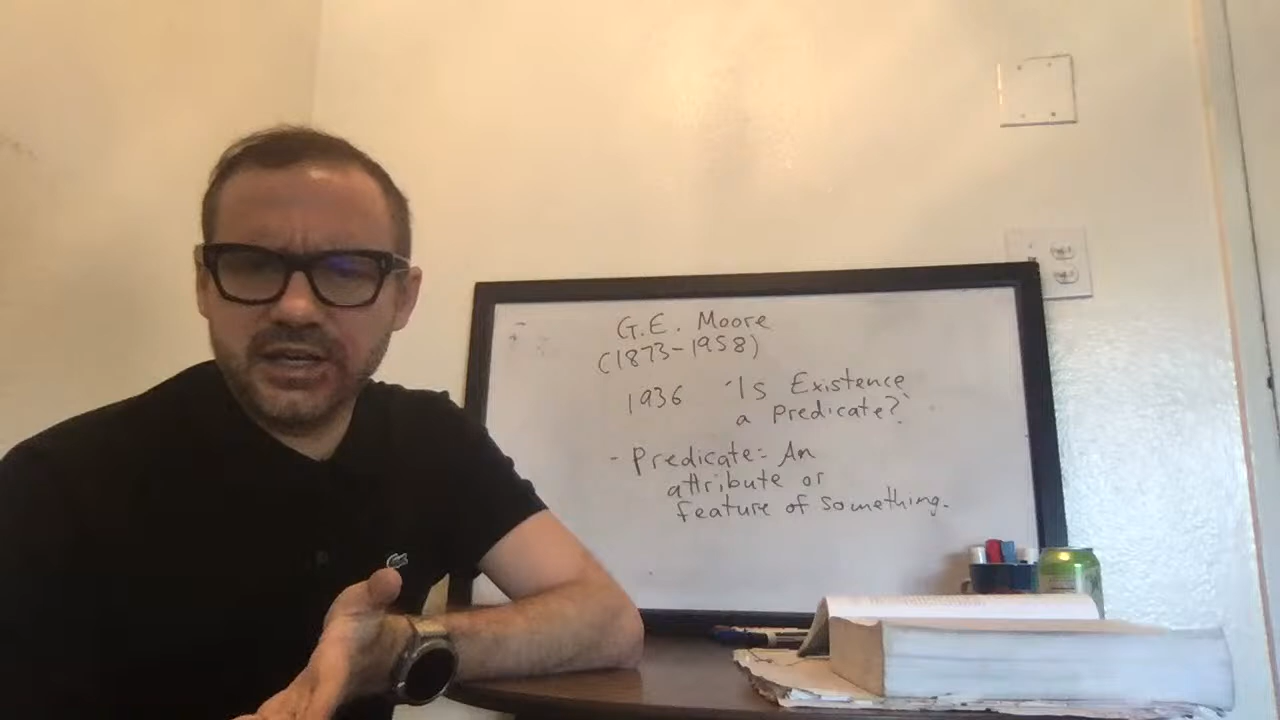 G.E. Moore
(1873-1958)
1936 'Is Existence
a Predicate?'
- Predicate: An
attribute or
feature of something.